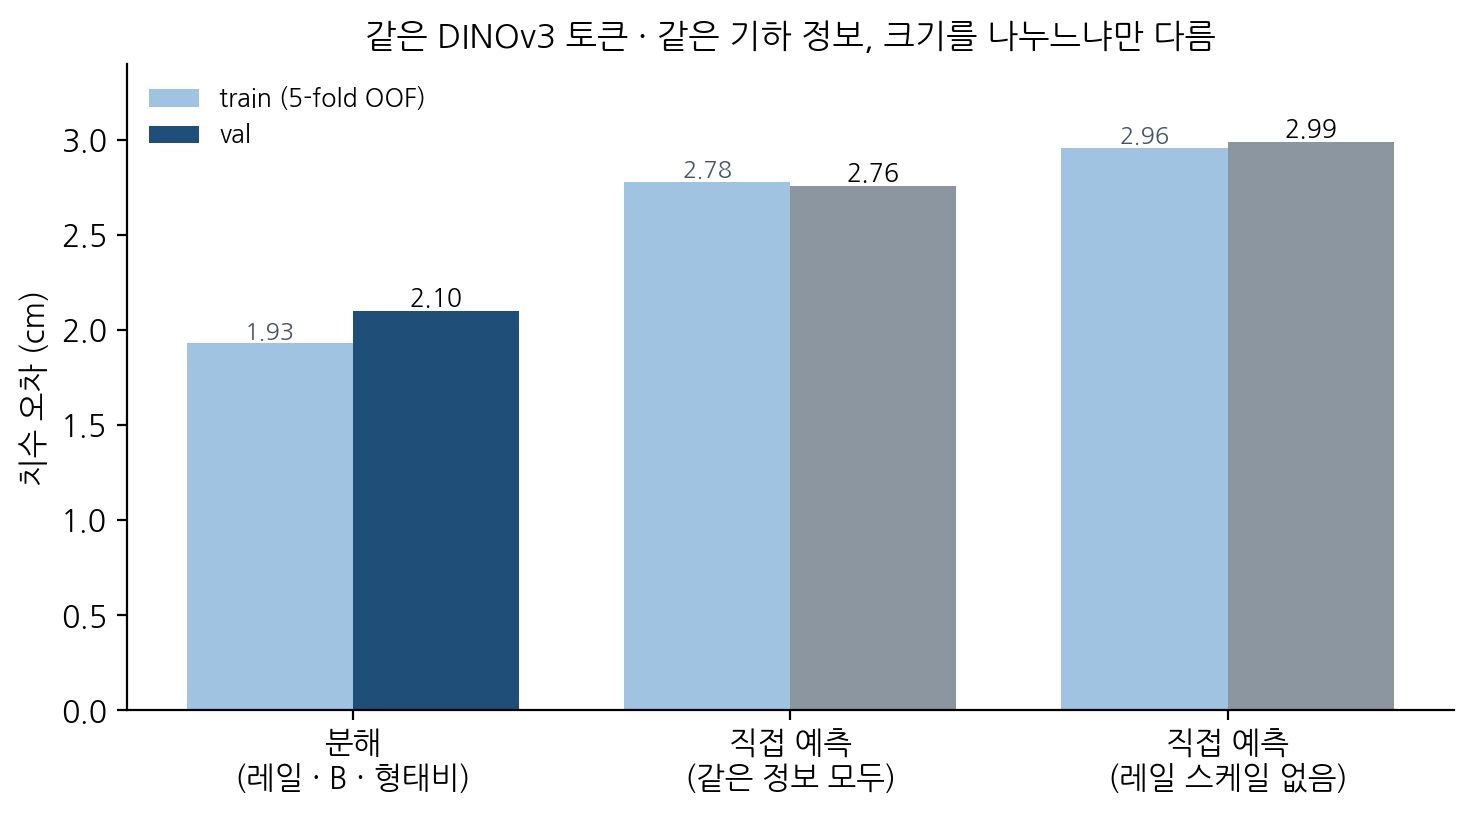 같은 DINOv3 토큰 · 같은 기하 정보, 크기를 나누느냐만 다름
train (5-fold OOF)
val
치수 오차 (cm)
3.0
2.5
2.0
1.5
1.0
0.5
0.0
1.93
2.10
2.78
2.76
2.96
2.99
분해
(레일 · B · 형태비)
직접 예측
(같은 정보 모두)
직접 예측
(레일 스케일 없음)